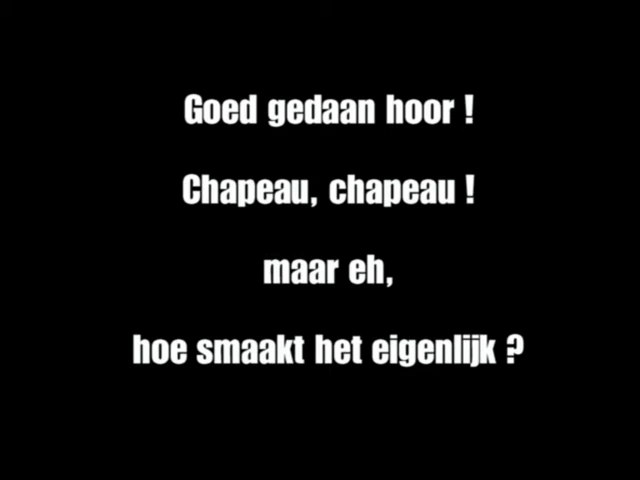 Goed gedaan hoor !
Chapeau, chapeau !
maar eh,
hoe smaakt het eigenlijk ?